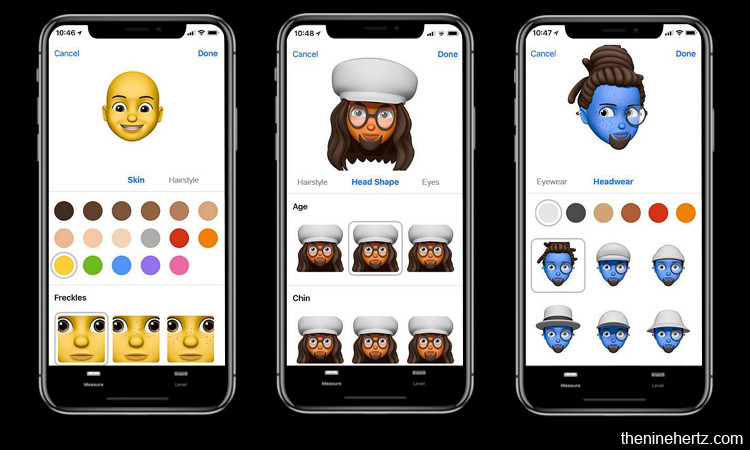 10:46
Cancel Done
Skin Hairstyle
Freckles
Measure Level
10:48
Cancel Done
Hairstyle Head Shape Eyes
Age
Chin
Measure Level
10:47
Cancel Done
Eyewear Headwear
Measure Level
theninehertz.com